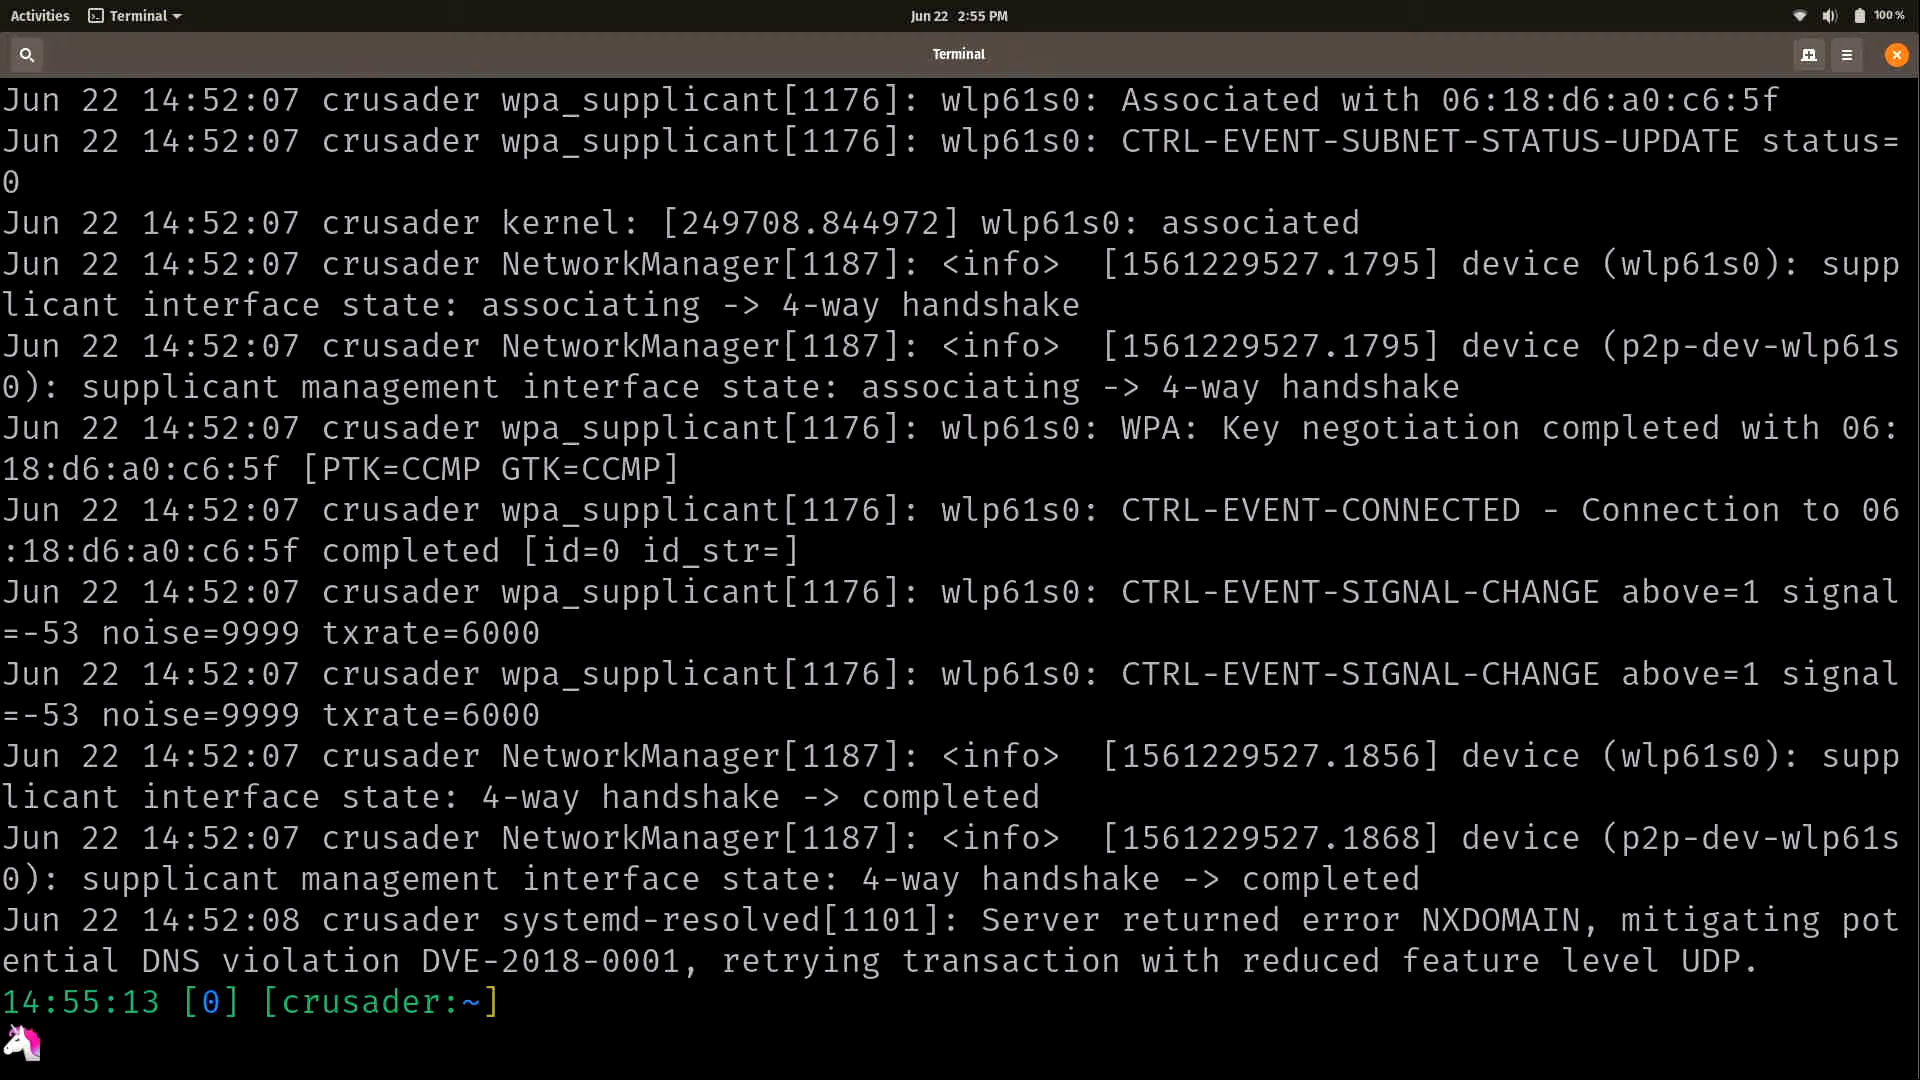 Activities Terminal Jun 22 2:55 PM 100 %
Terminal
Jun 22 14:52:07 crusader wpa_supplicant[1176]: wlp61s0: Associated with 06:18:d6:a0:c6:5f
Jun 22 14:52:07 crusader wpa_supplicant[1176]: wlp61s0: CTRL-EVENT-SUBNET-STATUS-UPDATE status=
0
Jun 22 14:52:07 crusader kernel: [249708.844972] wlp61s0: associated
Jun 22 14:52:07 crusader NetworkManager[1187]: <info>  [1561229527.1795] device (wlp61s0): supp
licant interface state: associating -> 4-way handshake
Jun 22 14:52:07 crusader NetworkManager[1187]: <info>  [1561229527.1795] device (p2p-dev-wlp61s
0): supplicant management interface state: associating -> 4-way handshake
Jun 22 14:52:07 crusader wpa_supplicant[1176]: wlp61s0: WPA: Key negotiation completed with 06:
18:d6:a0:c6:5f [PTK=CCMP GTK=CCMP]
Jun 22 14:52:07 crusader wpa_supplicant[1176]: wlp61s0: CTRL-EVENT-CONNECTED - Connection to 06
:18:d6:a0:c6:5f completed [id=0 id_str=]
Jun 22 14:52:07 crusader wpa_supplicant[1176]: wlp61s0: CTRL-EVENT-SIGNAL-CHANGE above=1 signal
=-53 noise=9999 txrate=6000
Jun 22 14:52:07 crusader wpa_supplicant[1176]: wlp61s0: CTRL-EVENT-SIGNAL-CHANGE above=1 signal
=-53 noise=9999 txrate=6000
Jun 22 14:52:07 crusader NetworkManager[1187]: <info>  [1561229527.1856] device (wlp61s0): supp
licant interface state: 4-way handshake -> completed
Jun 22 14:52:07 crusader NetworkManager[1187]: <info>  [1561229527.1868] device (p2p-dev-wlp61s
0): supplicant management interface state: 4-way handshake -> completed
Jun 22 14:52:08 crusader systemd-resolved[1101]: Server returned error NXDOMAIN, mitigating pot
ential DNS violation DVE-2018-0001, retrying transaction with reduced feature level UDP.
14:55:13 [0] [crusader:~]